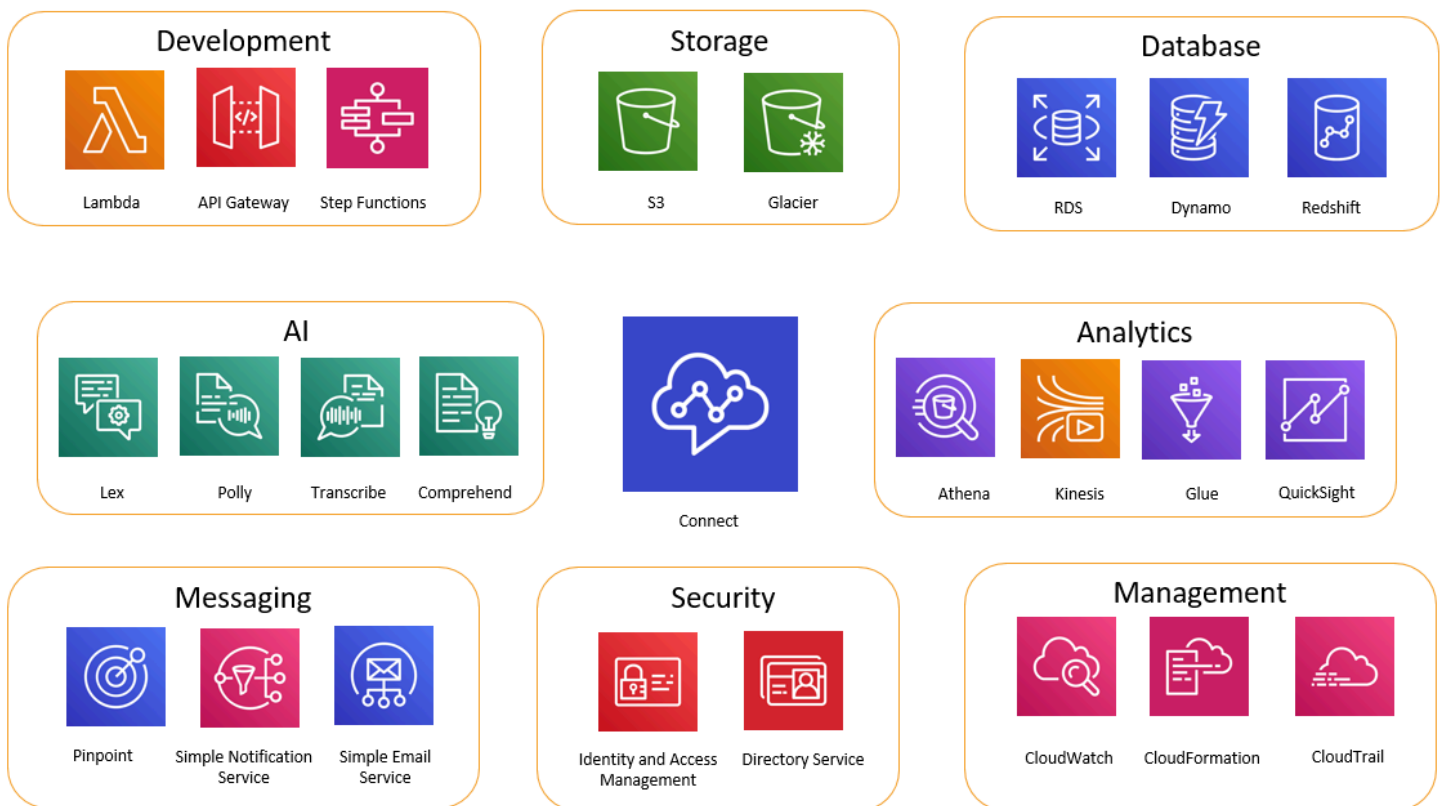 Development
Lambda
API Gateway
Step Functions
Storage
S3
Glacier
Database
RDS
Dynamo
Redshift
AI
Lex
Polly
Transcribe
Comprehend
Connect
Analytics
Athena
Kinesis
Glue
QuickSight
Messaging
Pinpoint
Simple Notification
Service
Simple Email
Service
Security
Identity and Access
Management
Directory Service
Management
CloudWatch
CloudFormation
CloudTrail